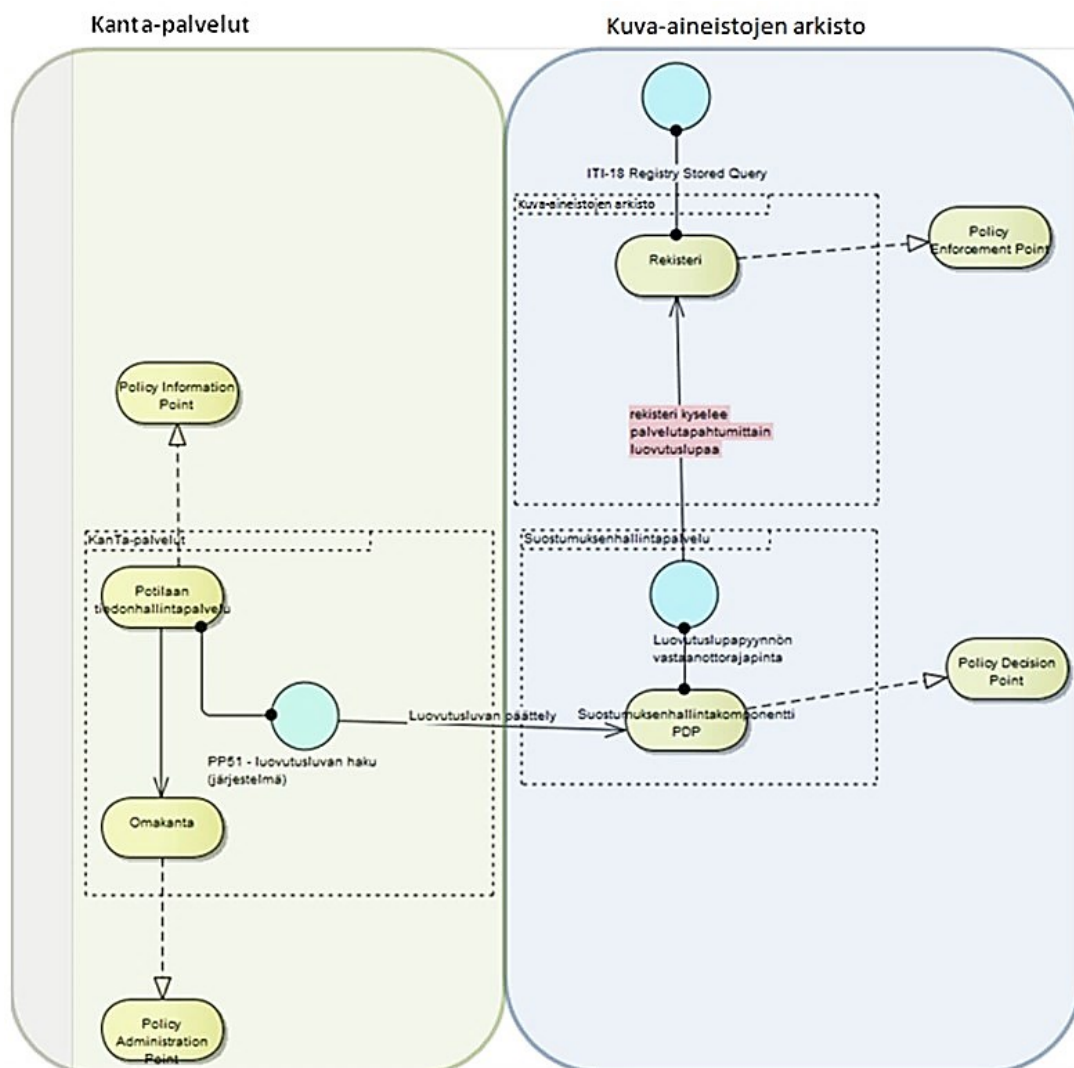 Kanta-palvelut
Kuva-aineistojen arkisto
ITI-18 Registry Stored Query
Kuva-aineistojen arkisto
Rekisteri
Policy
Enforcement Point
Policy Information
Point
rekisteri kyselee
palvelutapahtumittain
luovutuslupaa
KanTa-palvelut
Suostumuksenhallintapalvelu
Potilaan
tiedonhallintapalvelu
Luovutuslupapyynnön
vastaanottorajapinta
Policy Decision
Point
Luovutusluvan päättely
Suostumuksenhallintakomponentti
PDP
PP51 - luovutusluvan haku
(järjestelmä)
Omakanta
Policy
Administration
Point